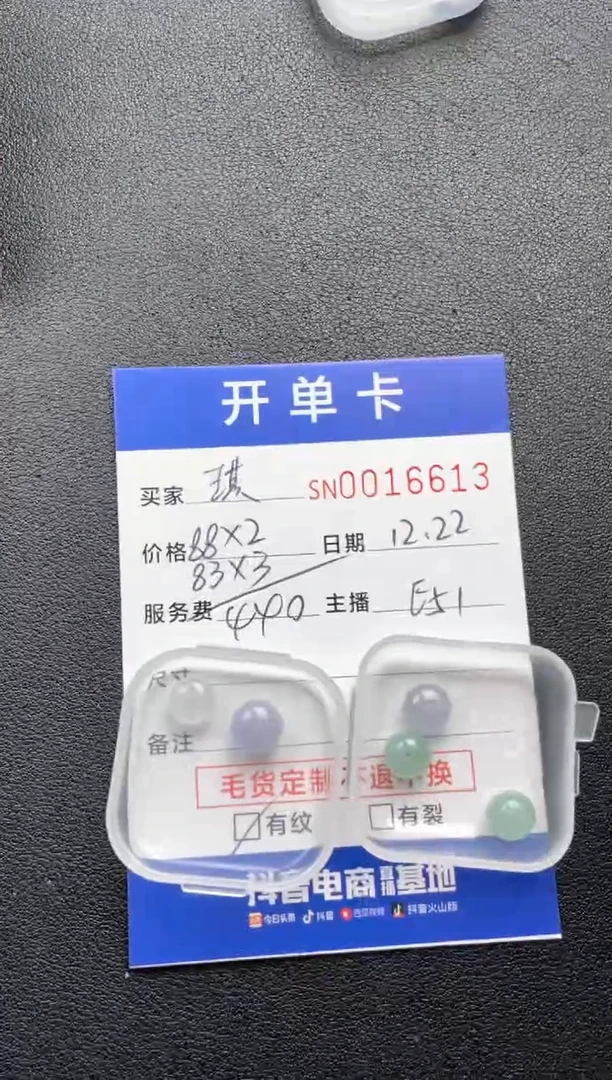 开单卡
买家 琪 SN0016613
价格 88×2 日期 12.22
83×3
服务费 440 主播 E51
尺寸
备注
毛货定制 不退不换
有纹 有裂
抖音电商直播基地
今日头条 抖音 西瓜视频 抖音火山版